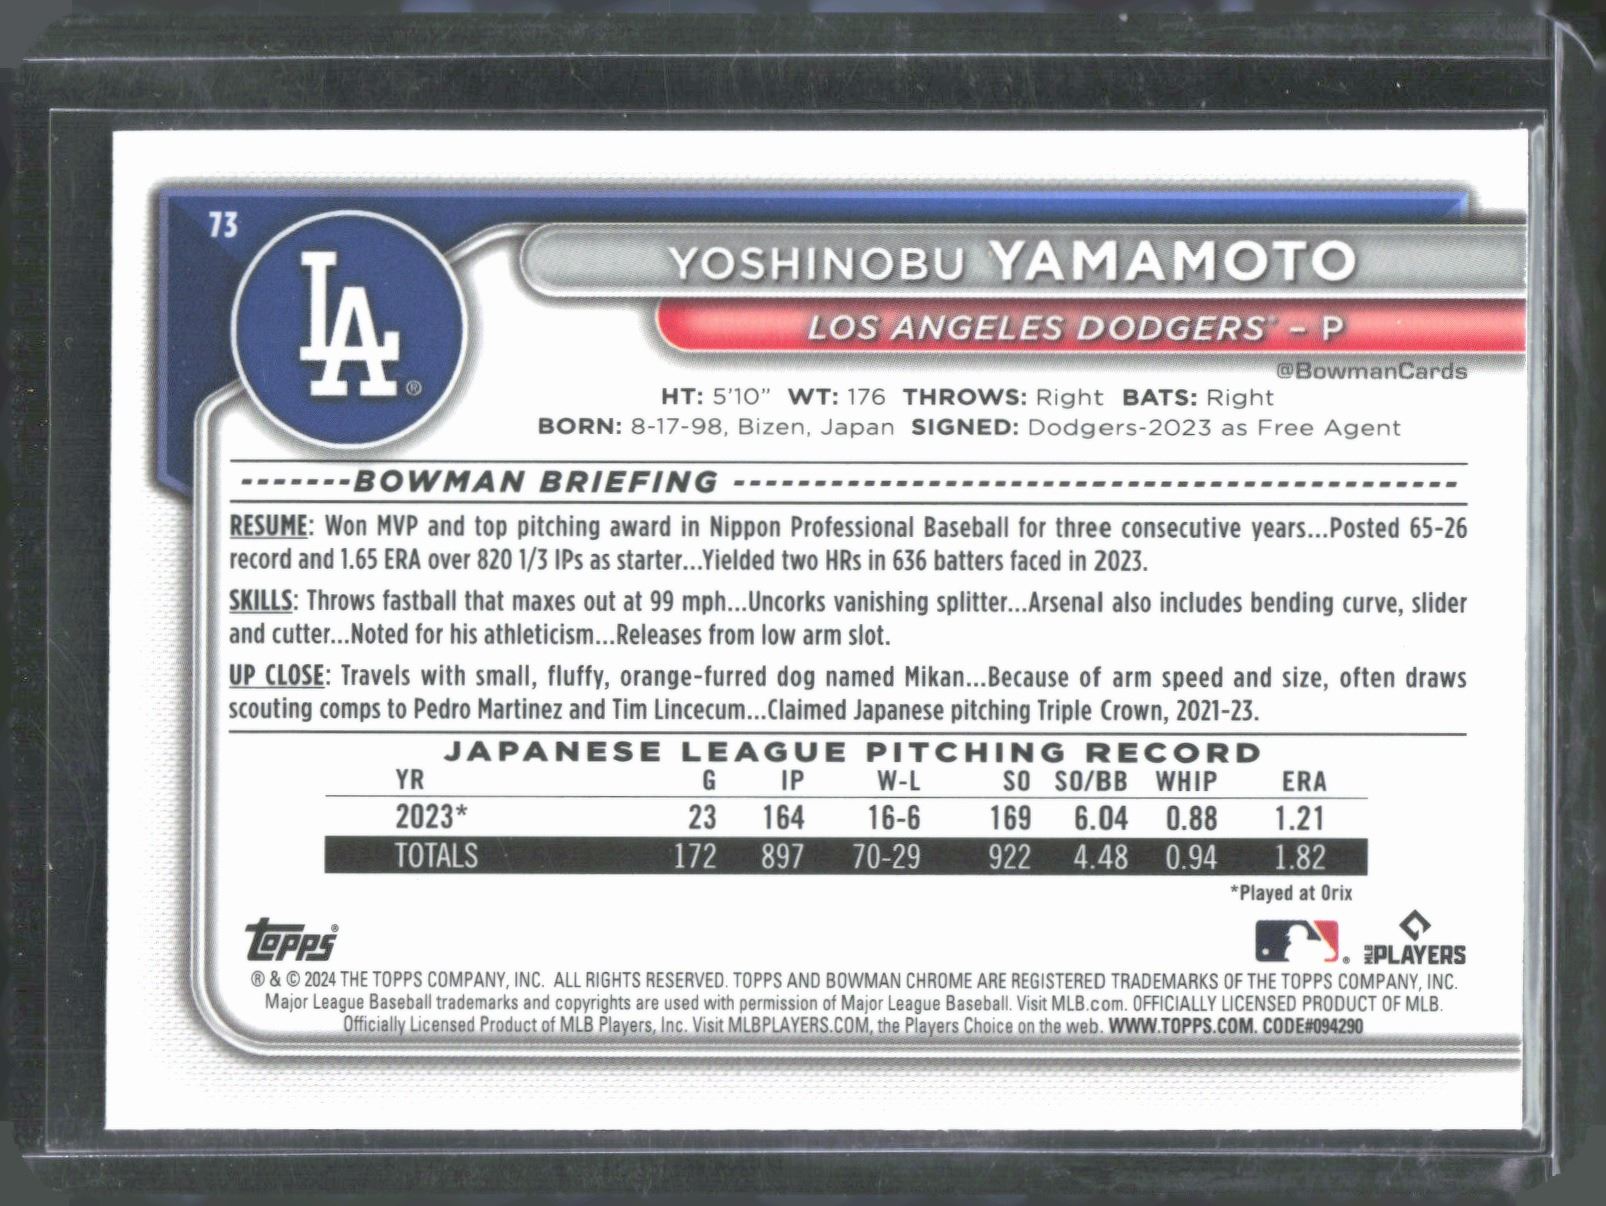 73
LA®
YOSHINOBU YAMAMOTO
LOS ANGELES DODGERS™ – P
@BowmanCards
HT: 5'10" WT: 176 THROWS: Right BATS: Right
BORN: 8-17-98, Bizen, Japan SIGNED: Dodgers-2023 as Free Agent
BOWMAN BRIEFING
RESUME: Won MVP and top pitching award in Nippon Professional Baseball for three consecutive years...Posted 65-26
record and 1.65 ERA over 820 1/3 IPs as starter...Yielded two HRs in 636 batters faced in 2023.
SKILLS: Throws fastball that maxes out at 99 mph...Uncorks vanishing splitter...Arsenal also includes bending curve, slider
and cutter...Noted for his athleticism...Releases from low arm slot.
UP CLOSE: Travels with small, fluffy, orange-furred dog named Mikan...Because of arm speed and size, often draws
scouting comps to Pedro Martinez and Tim Lincecum...Claimed Japanese pitching Triple Crown, 2021-23.
JAPANESE LEAGUE PITCHING RECORD
YR G IP W-L SO SO/BB WHIP ERA
2023* 23 164 16-6 169 6.04 0.88 1.21
TOTALS 172 897 70-29 922 4.48 0.94 1.82
*Played at Orix
Topps®
MLB PLAYERS
® & © 2024 THE TOPPS COMPANY, INC. ALL RIGHTS RESERVED. TOPPS AND BOWMAN CHROME ARE REGISTERED TRADEMARKS OF THE TOPPS COMPANY, INC.
Major League Baseball trademarks and copyrights are used with permission of Major League Baseball. Visit MLB.com. OFFICIALLY LICENSED PRODUCT OF MLB.
Officially Licensed Product of MLB Players, Inc. Visit MLBPLAYERS.COM, the Players Choice on the web. WWW.TOPPS.COM. CODE#094290